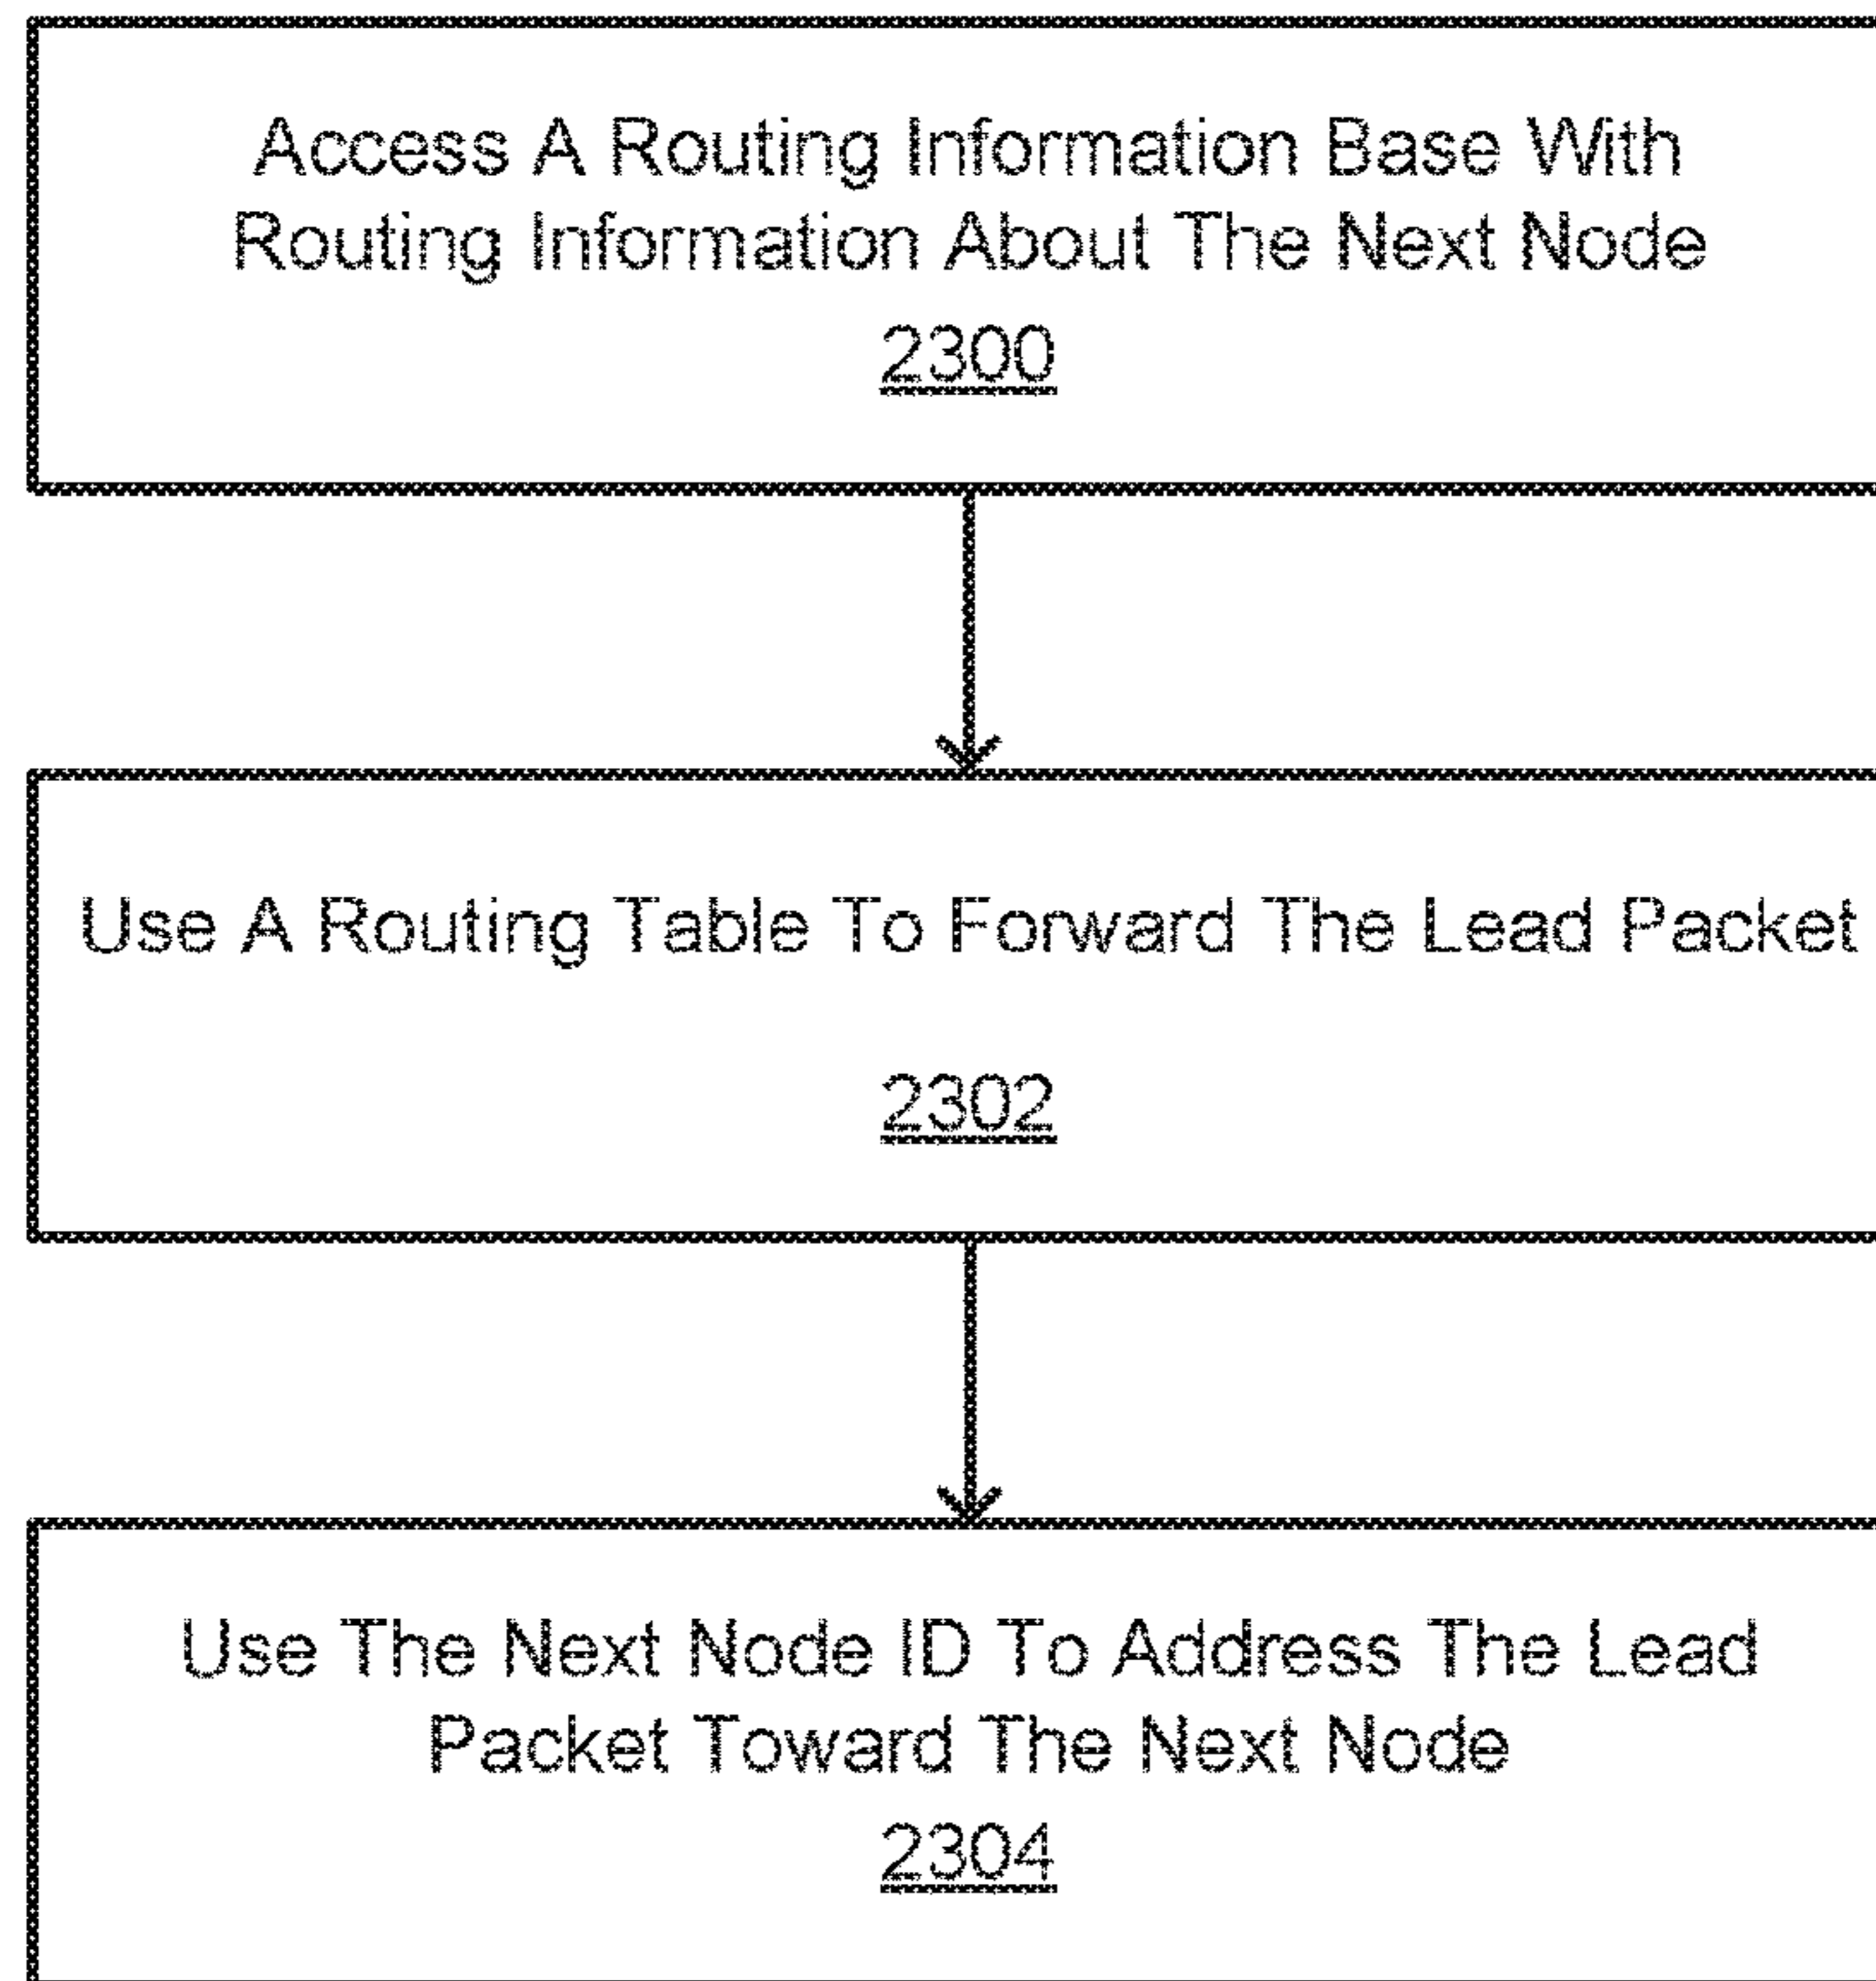 Access A Routing Information Base With
Routing Information About The Next Node
2300
Use A Routing Table To Forward The Lead Packet
2302
Use The Next Node ID To Address The Lead
Packet Toward The Next Node
2304